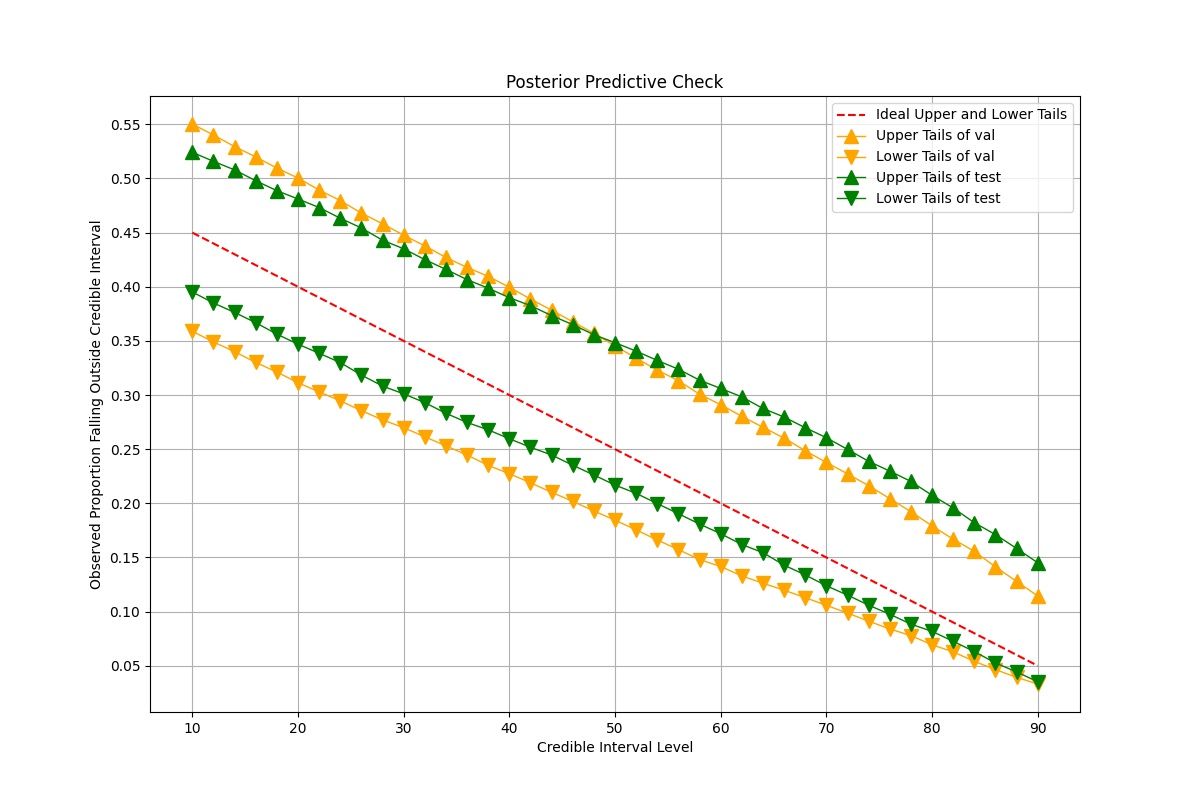 Posterior Predictive Check
Ideal Upper and Lower Tails
Upper Tails of val
Lower Tails of val
Upper Tails of test
Lower Tails of test
Observed Proportion Falling Outside Credible Interval
0.55
0.50
0.45
0.40
0.35
0.30
0.25
0.20
0.15
0.10
0.05
10 20 30 40 50 60 70 80 90
Credible Interval Level